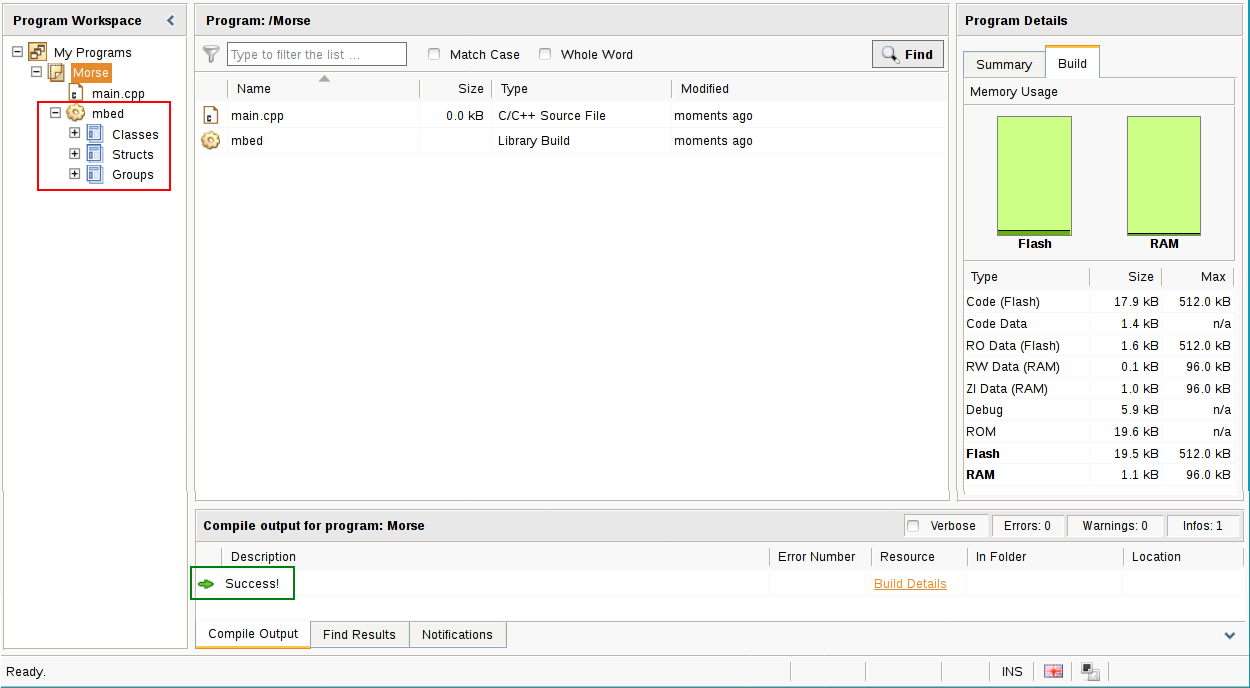 Program Workspace
My Programs
Morse
main.cpp
mbed
Classes
Structs
Groups
Program: /Morse
Type to filter the list ...
Match Case
Whole Word
Find
Name Size Type Modified
main.cpp 0.0 kB C/C++ Source File moments ago
mbed Library Build moments ago
Program Details
Summary Build
Memory Usage
Flash RAM
Type Size Max
Code (Flash) 17.9 kB 512.0 kB
Code Data 1.4 kB n/a
RO Data (Flash) 1.6 kB 512.0 kB
RW Data (RAM) 0.1 kB 96.0 kB
ZI Data (RAM) 1.0 kB 96.0 kB
Debug 5.9 kB n/a
ROM 19.6 kB n/a
Flash 19.5 kB 512.0 kB
RAM 1.1 kB 96.0 kB
Compile output for program: Morse
Verbose Errors: 0 Warnings: 0 Infos: 1
Description Error Number Resource In Folder Location
Success! Build Details
Compile Output Find Results Notifications
Ready. INS